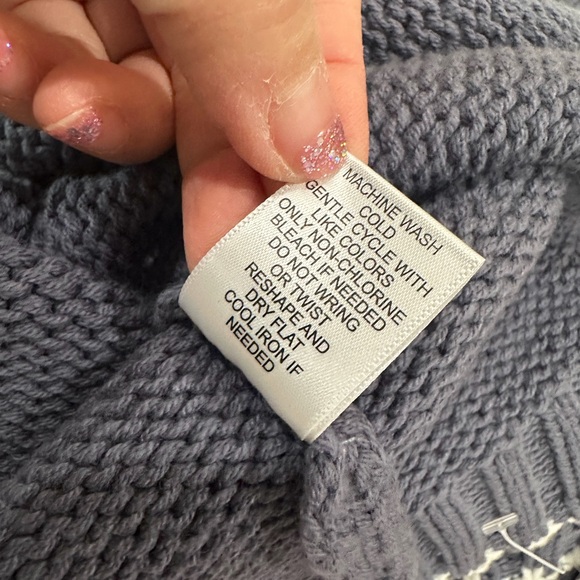 MACHINE WASH
COLD
GENTLE CYCLE WITH
LIKE COLORS
ONLY NON-CHLORINE
BLEACH IF NEEDED
DO NOT WRING
OR TWIST
RESHAPE AND
DRY FLAT
COOL IRON IF
NEEDED